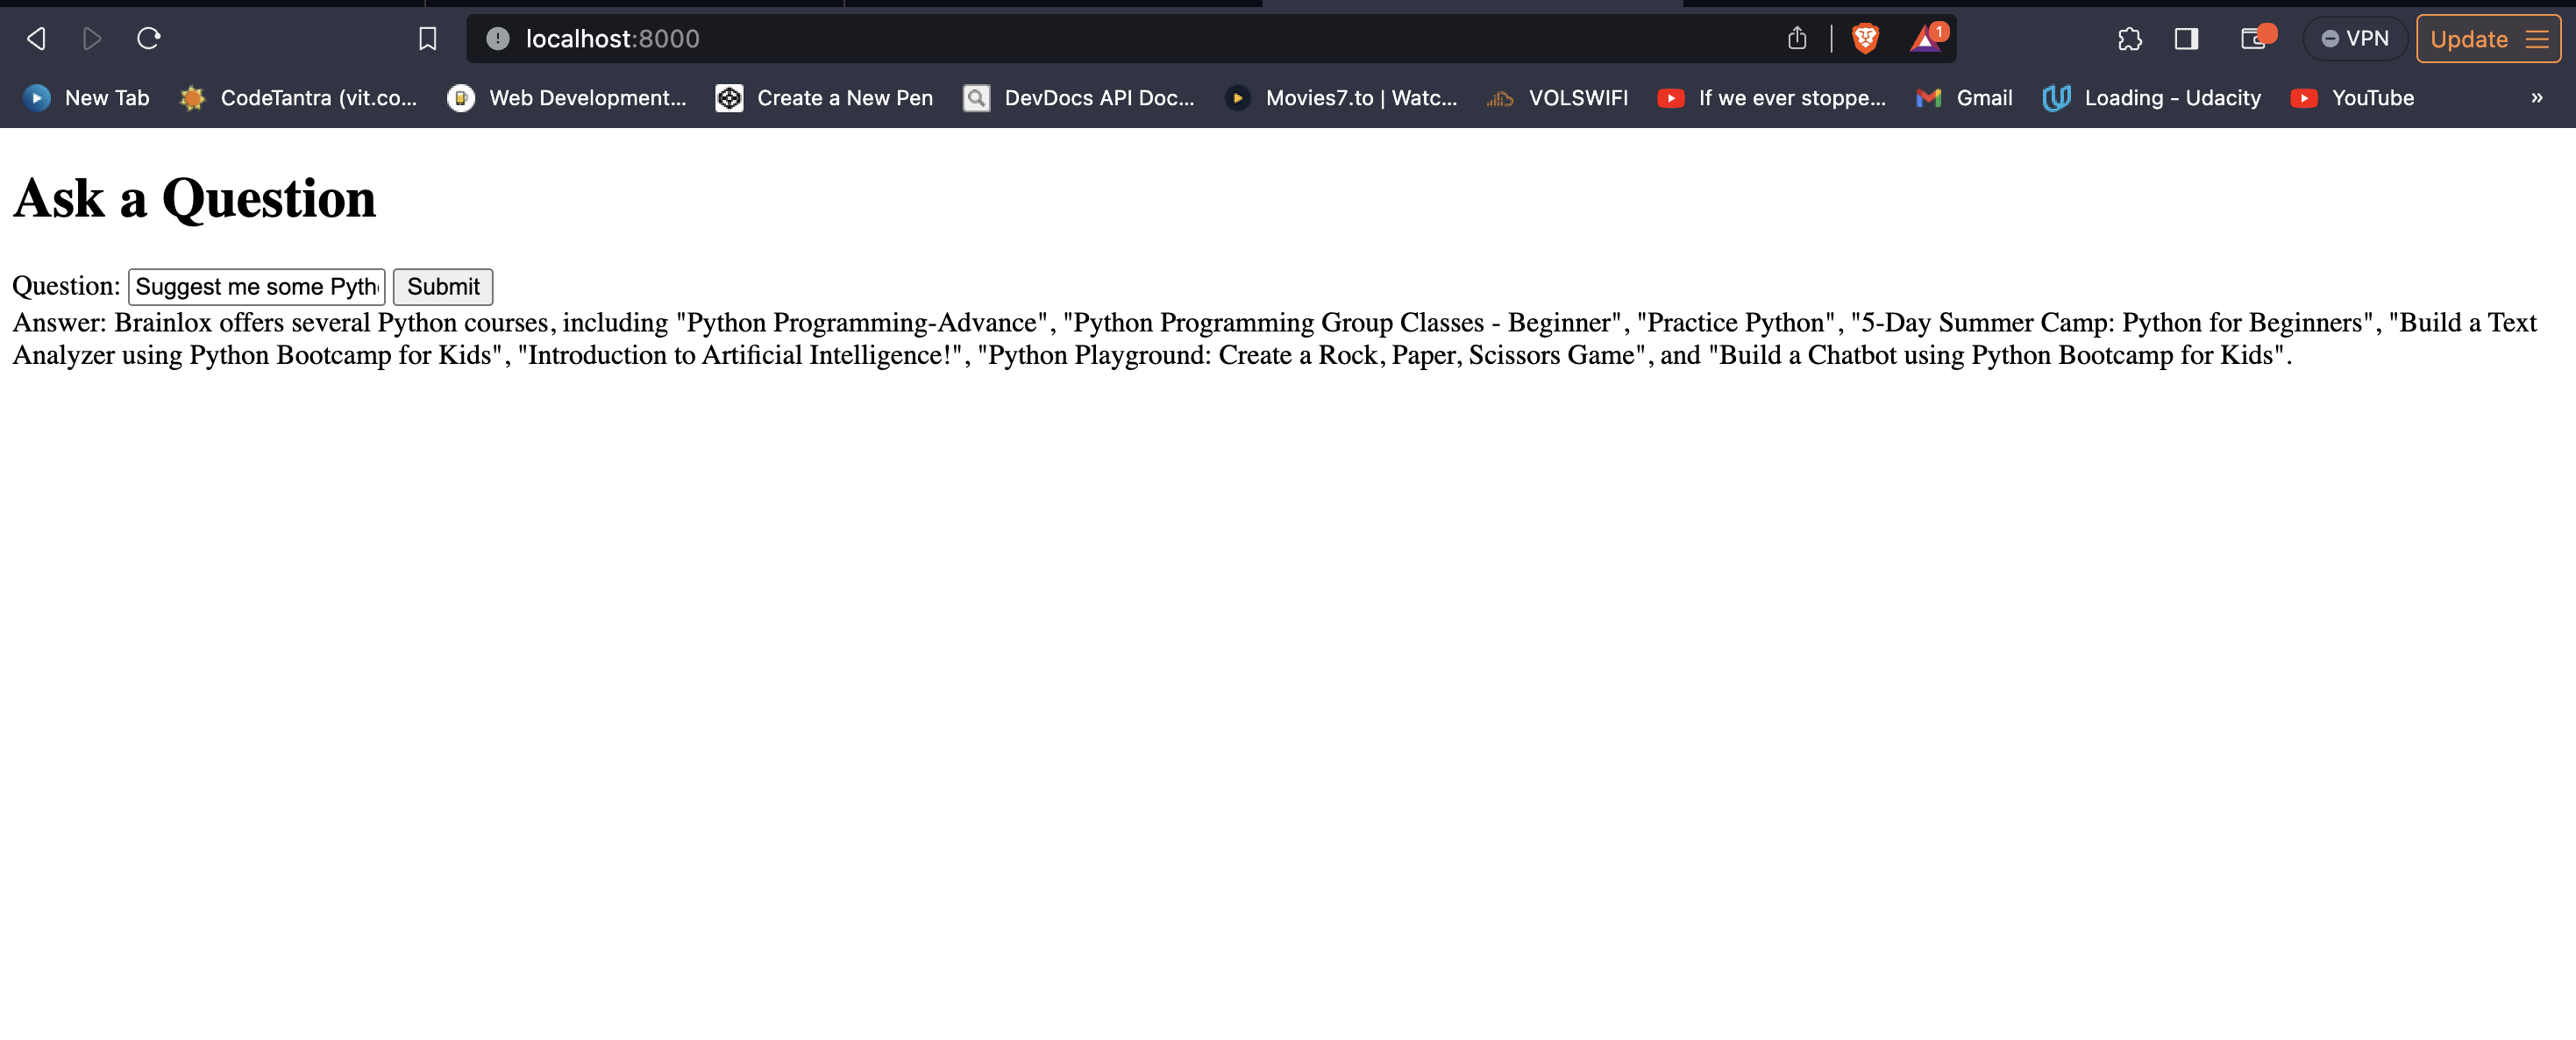 localhost:8000
1
VPN
Update
New Tab
CodeTantra (vit.co...
Web Development...
Create a New Pen
DevDocs API Doc...
Movies7.to | Watc...
VOLSWIFI
If we ever stoppe...
Gmail
Loading - Udacity
YouTube
»
Ask a Question
Question: Suggest me some Pyth Submit
Answer: Brainlox offers several Python courses, including "Python Programming-Advance", "Python Programming Group Classes - Beginner", "Practice Python", "5-Day Summer Camp: Python for Beginners", "Build a Text
Analyzer using Python Bootcamp for Kids", "Introduction to Artificial Intelligence!", "Python Playground: Create a Rock, Paper, Scissors Game", and "Build a Chatbot using Python Bootcamp for Kids".